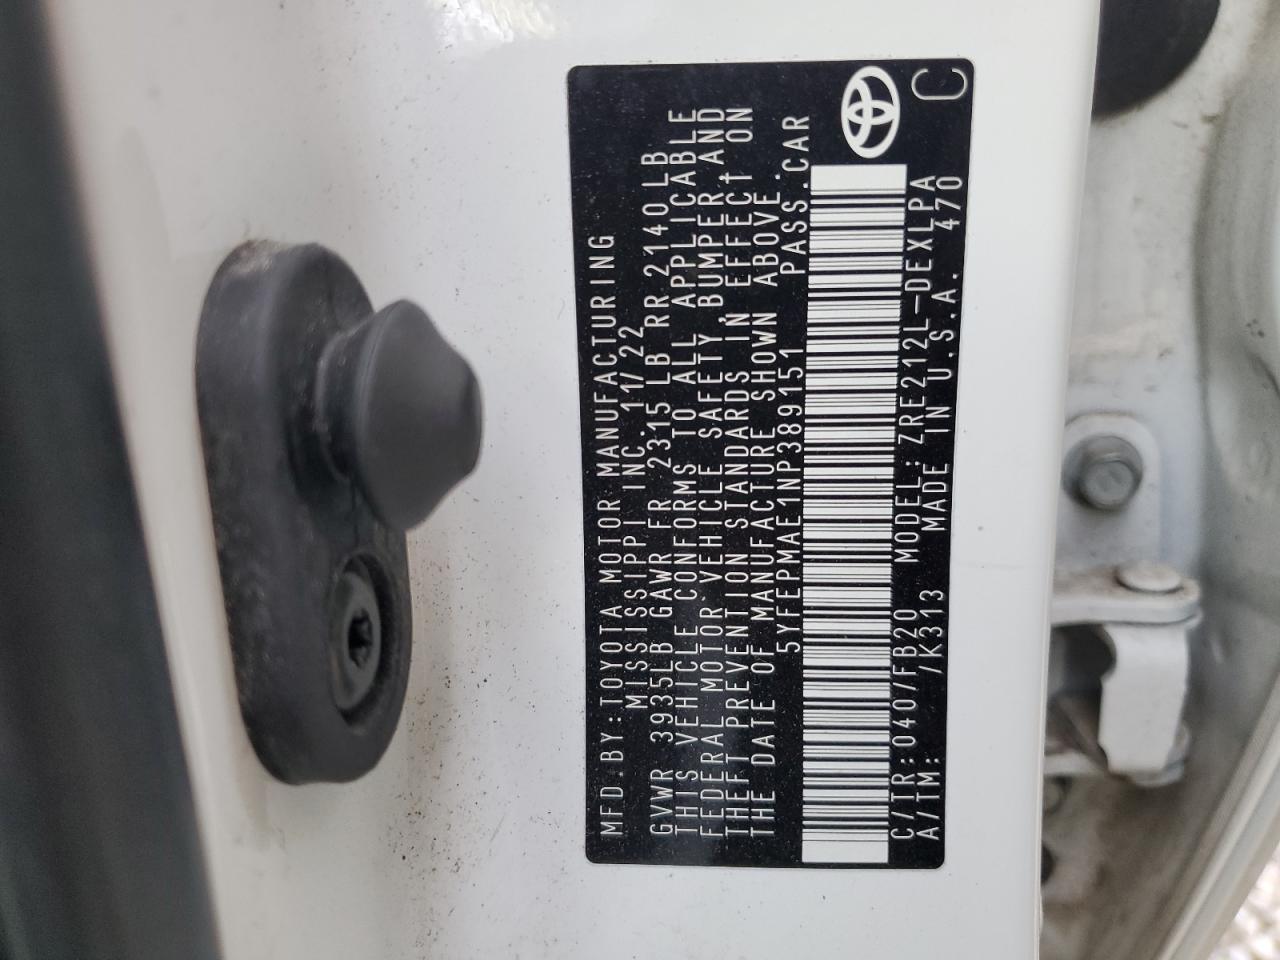 MFD.BY:TOYOTA MOTOR MANUFACTURING
MISSISSIPPI INC. 11/22
GVWR 3935LB GAWR FR 2315 LB RR 2140 LB
THIS VEHICLE CONFORMS TO ALL APPLICABLE
FEDERAL MOTOR VEHICLE SAFETY, BUMPER, AND
THEFT PREVENTION STANDARDS IN EFFECT ON
THE DATE OF MANUFACTURE SHOWN ABOVE.
5YFEPMAE1NP389151 PASS.CAR
C/TR:040/FB20 MODEL:ZRE212L-DEXLPA
A/TM: /K313 MADE IN U.S.A. 470
C